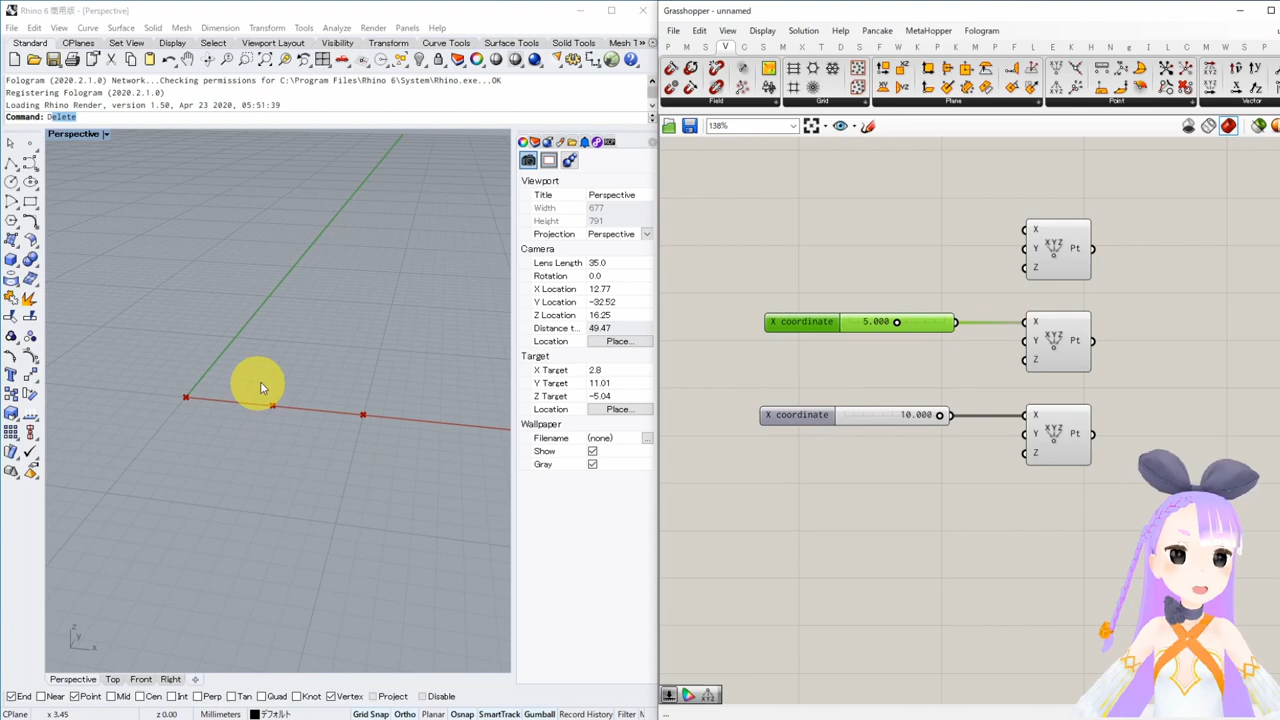 Rhino 6 商用版 - [Perspective]
File Edit View Curve Surface Solid Mesh Dimension Transform Tools Analyze Render Panels Help
Standard CPlanes Set View Display Select Viewport Layout Visibility Transform Curve Tools Surface Tools Solid Tools Mesh T
Fologram (2020.2.1.0) Network...Checking permissions for C:\Program Files\Rhino 6\System\Rhino.exe...OK
Registering Fologram (2020.2.1.0)
Loading Rhino Render, version 1.50, Apr 23 2020, 05:51:39
Command: Delete
Perspective
z
y
x
Viewport
Title Perspective
Width 677
Height 791
Projection Perspective
Camera
Lens Length 35.0
Rotation 0.0
X Location 12.77
Y Location -32.52
Z Location 16.25
Distance t... 49.47
Location Place...
Target
X Target 2.8
Y Target 11.01
Z Target -5.04
Location Place...
Wallpaper
Filename (none) ...
Show
Gray
Perspective Top Front Right
End Near Point Mid Cen Int Perp Tan Quad Knot Vertex Project Disable
CPlane x 3.45 z 0.00 Millimeters デフォルト Grid Snap Ortho Planar Osnap SmartTrack Gumball Record History Filter
Grasshopper - unnamed
File Edit View Display Solution Help Pancake MetaHopper Fologram
P M S V C S M I T D
Field Grid Plane Point Vector
138%
X
Y
Z
XYZ
Pt
X coordinate 5.000
X
Y
Z
XYZ
Pt
X coordinate 10.000
X
Y
Z
XYZ
Pt
...